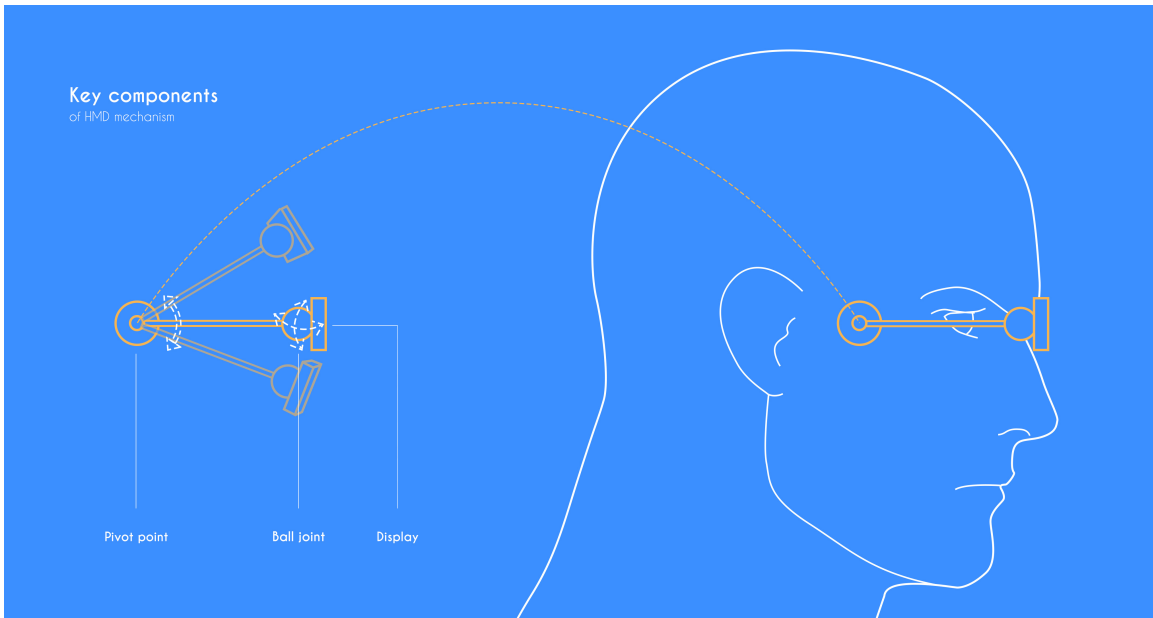 Key components
of HMD mechanism
Pivot point
Ball joint
Display